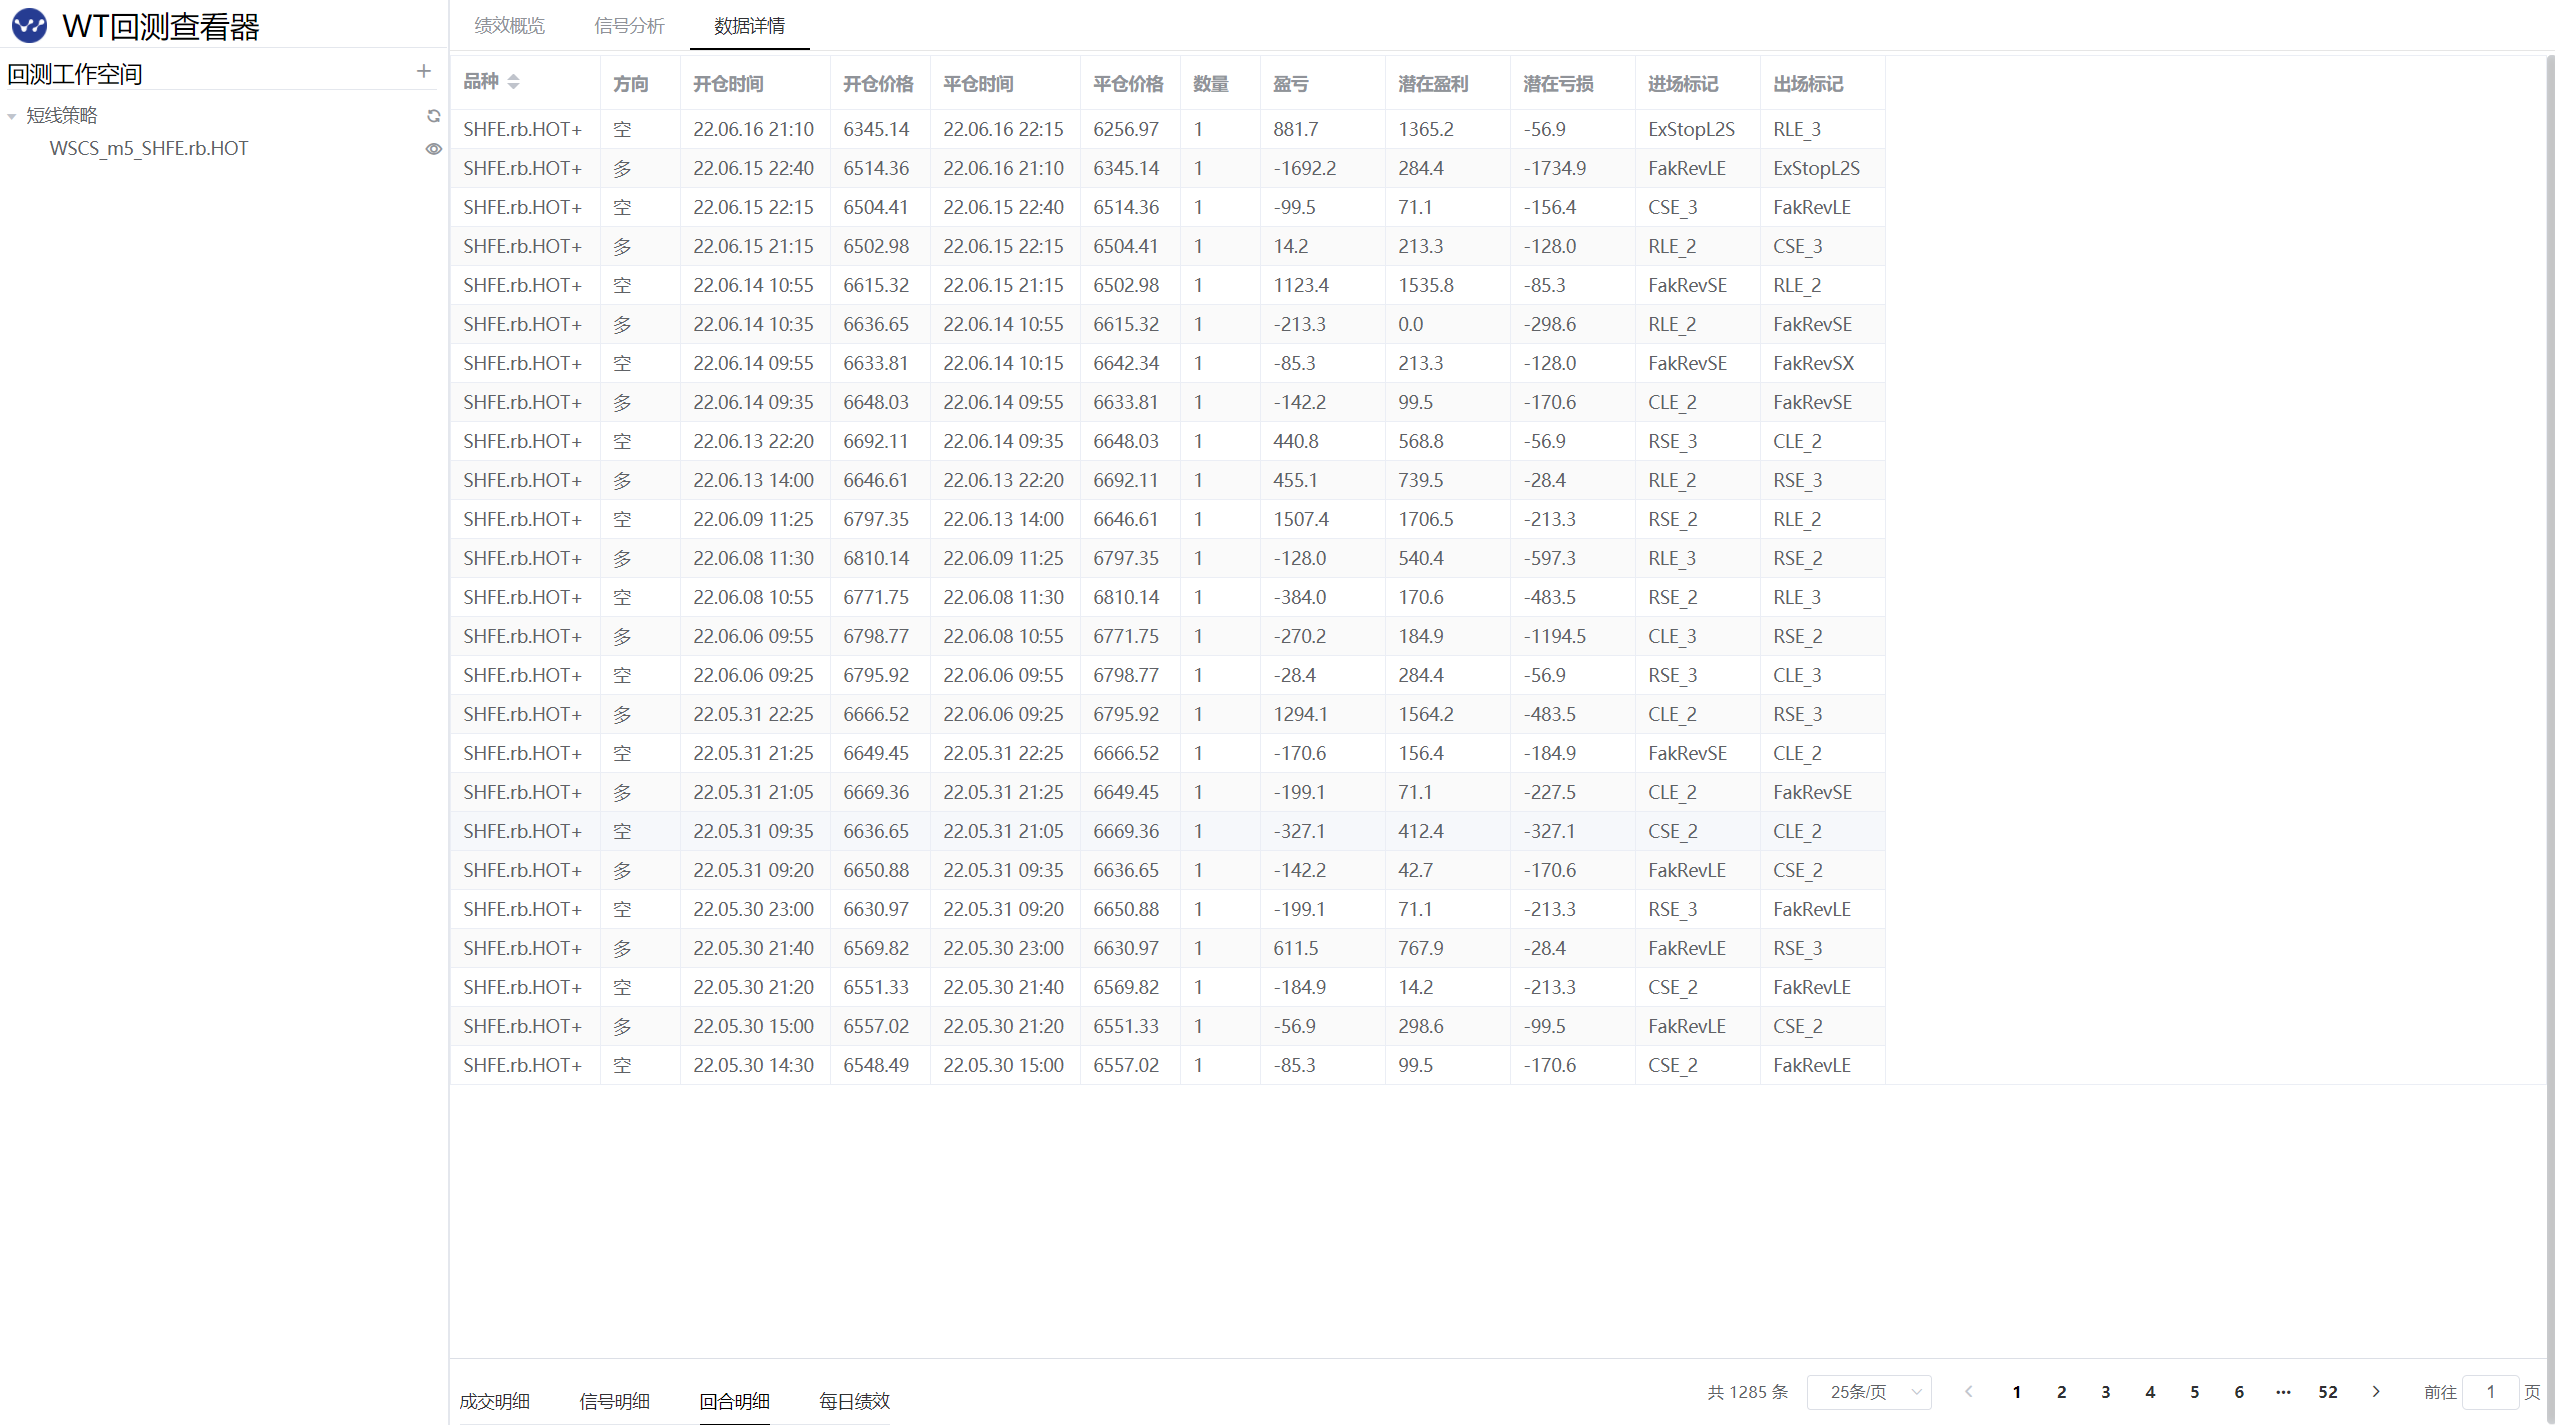 WT回测查看器
回测工作空间
短线策略
WSCS_m5_SHFE.rb.HOT
绩效概览 信号分析 数据详情
品种 方向 开仓时间 开仓价格 平仓时间 平仓价格 数量 盈亏 潜在盈利 潜在亏损 进场标记 出场标记
SHFE.rb.HOT+ 空 22.06.16 21:10 6345.14 22.06.16 22:15 6256.97 1 881.7 1365.2 -56.9 ExStopL2S RLE_3
SHFE.rb.HOT+ 多 22.06.15 22:40 6514.36 22.06.16 21:10 6345.14 1 -1692.2 284.4 -1734.9 FakRevLE ExStopL2S
SHFE.rb.HOT+ 空 22.06.15 22:15 6504.41 22.06.15 22:40 6514.36 1 -99.5 71.1 -156.4 CSE_3 FakRevLE
SHFE.rb.HOT+ 多 22.06.15 21:15 6502.98 22.06.15 22:15 6504.41 1 14.2 213.3 -128.0 RLE_2 CSE_3
SHFE.rb.HOT+ 空 22.06.14 10:55 6615.32 22.06.15 21:15 6502.98 1 1123.4 1535.8 -85.3 FakRevSE RLE_2
SHFE.rb.HOT+ 多 22.06.14 10:35 6636.65 22.06.14 10:55 6615.32 1 -213.3 0.0 -298.6 RLE_2 FakRevSE
SHFE.rb.HOT+ 空 22.06.14 09:55 6633.81 22.06.14 10:15 6642.34 1 -85.3 213.3 -128.0 FakRevSE FakRevSX
SHFE.rb.HOT+ 多 22.06.14 09:35 6648.03 22.06.14 09:55 6633.81 1 -142.2 99.5 -170.6 CLE_2 FakRevSE
SHFE.rb.HOT+ 空 22.06.13 22:20 6692.11 22.06.14 09:35 6648.03 1 440.8 568.8 -56.9 RSE_3 CLE_2
SHFE.rb.HOT+ 多 22.06.13 14:00 6646.61 22.06.13 22:20 6692.11 1 455.1 739.5 -28.4 RLE_2 RSE_3
SHFE.rb.HOT+ 空 22.06.09 11:25 6797.35 22.06.13 14:00 6646.61 1 1507.4 1706.5 -213.3 RSE_2 RLE_2
SHFE.rb.HOT+ 多 22.06.08 11:30 6810.14 22.06.09 11:25 6797.35 1 -128.0 540.4 -597.3 RLE_3 RSE_2
SHFE.rb.HOT+ 空 22.06.08 10:55 6771.75 22.06.08 11:30 6810.14 1 -384.0 170.6 -483.5 RSE_2 RLE_3
SHFE.rb.HOT+ 多 22.06.06 09:55 6798.77 22.06.08 10:55 6771.75 1 -270.2 184.9 -1194.5 CLE_3 RSE_2
SHFE.rb.HOT+ 空 22.06.06 09:25 6795.92 22.06.06 09:55 6798.77 1 -28.4 284.4 -56.9 RSE_3 CLE_3
SHFE.rb.HOT+ 多 22.05.31 22:25 6666.52 22.06.06 09:25 6795.92 1 1294.1 1564.2 -483.5 CLE_2 RSE_3
SHFE.rb.HOT+ 空 22.05.31 21:25 6649.45 22.05.31 22:25 6666.52 1 -170.6 156.4 -184.9 FakRevSE CLE_2
SHFE.rb.HOT+ 多 22.05.31 21:05 6669.36 22.05.31 21:25 6649.45 1 -199.1 71.1 -227.5 CLE_2 FakRevSE
SHFE.rb.HOT+ 空 22.05.31 09:35 6636.65 22.05.31 21:05 6669.36 1 -327.1 412.4 -327.1 CSE_2 CLE_2
SHFE.rb.HOT+ 多 22.05.31 09:20 6650.88 22.05.31 09:35 6636.65 1 -142.2 42.7 -170.6 FakRevLE CSE_2
SHFE.rb.HOT+ 空 22.05.30 23:00 6630.97 22.05.31 09:20 6650.88 1 -199.1 71.1 -213.3 RSE_3 FakRevLE
SHFE.rb.HOT+ 多 22.05.30 21:40 6569.82 22.05.30 23:00 6630.97 1 611.5 767.9 -28.4 FakRevLE RSE_3
SHFE.rb.HOT+ 空 22.05.30 21:20 6551.33 22.05.30 21:40 6569.82 1 -184.9 14.2 -213.3 CSE_2 FakRevLE
SHFE.rb.HOT+ 多 22.05.30 15:00 6557.02 22.05.30 21:20 6551.33 1 -56.9 298.6 -99.5 FakRevLE CSE_2
SHFE.rb.HOT+ 空 22.05.30 14:30 6548.49 22.05.30 15:00 6557.02 1 -85.3 99.5 -170.6 CSE_2 FakRevLE
成交明细 信号明细 回合明细 每日绩效
共 1285 条 25条/页 1 2 3 4 5 6 ··· 52 前往 1 页